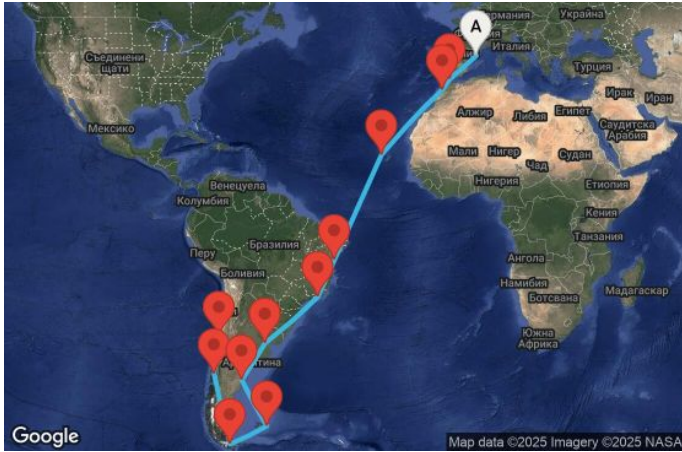 Германия
Украйна
A
Италия
Съединени
щати
Турция
Ирак
Иран
Алжир
Либия
Египет
Саудитска
Арабия
Мексико
Мали
Нигер
Чад
Судан
Венецуела
Нигерия
Етиопия
Колумбия
Кения
Бразилия
Танзания
Перу
Ангола
Боливия
Намибия
Ботсвана
Мадагаскар
Южна
Африка
Google
Map data ©2025 Imagery ©2025 NASA